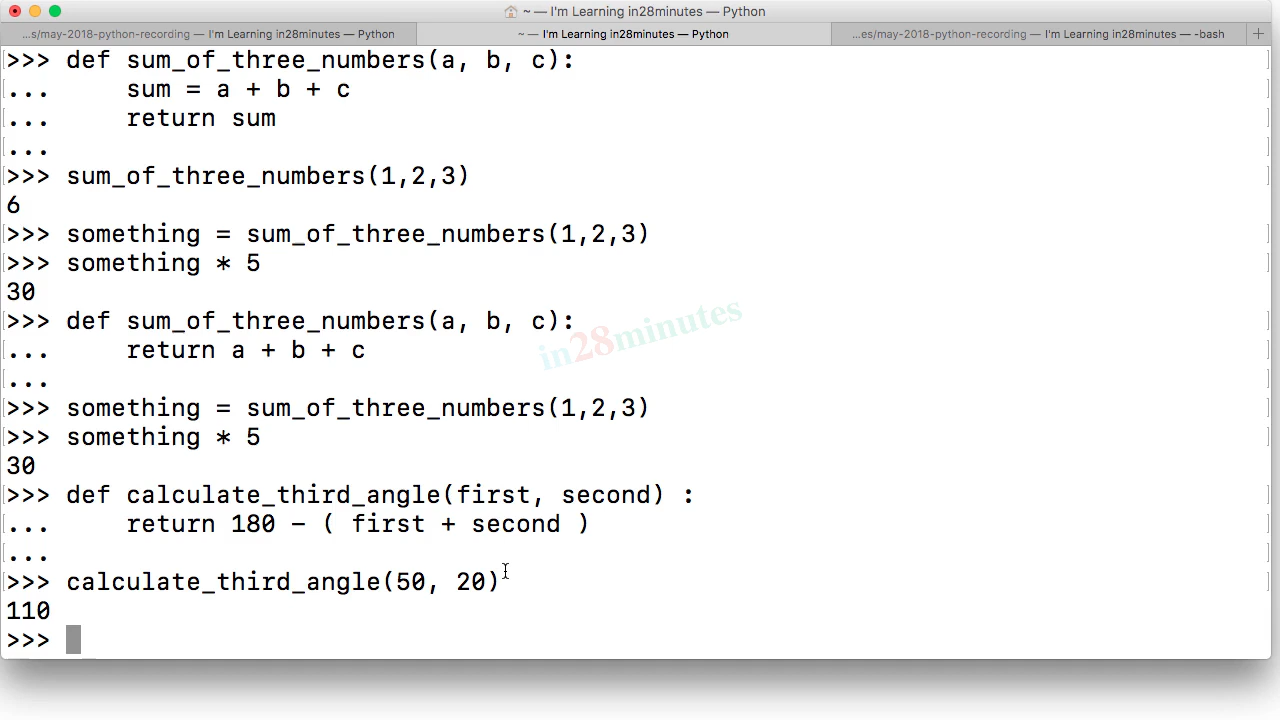 ~ — I'm Learning in28minutes — Python
...s/may-2018-python-recording — I'm Learning in28minutes — Python
~ — I'm Learning in28minutes — Python
...es/may-2018-python-recording — I'm Learning in28minutes — -bash
>>> def sum_of_three_numbers(a, b, c):
...     sum = a + b + c
...     return sum
...
>>> sum_of_three_numbers(1,2,3)
6
>>> something = sum_of_three_numbers(1,2,3)
>>> something * 5
30
>>> def sum_of_three_numbers(a, b, c):
...     return a + b + c
...
>>> something = sum_of_three_numbers(1,2,3)
>>> something * 5
30
>>> def calculate_third_angle(first, second) :
...     return 180 - ( first + second )
...
>>> calculate_third_angle(50, 20)
110
>>>
in28minutes